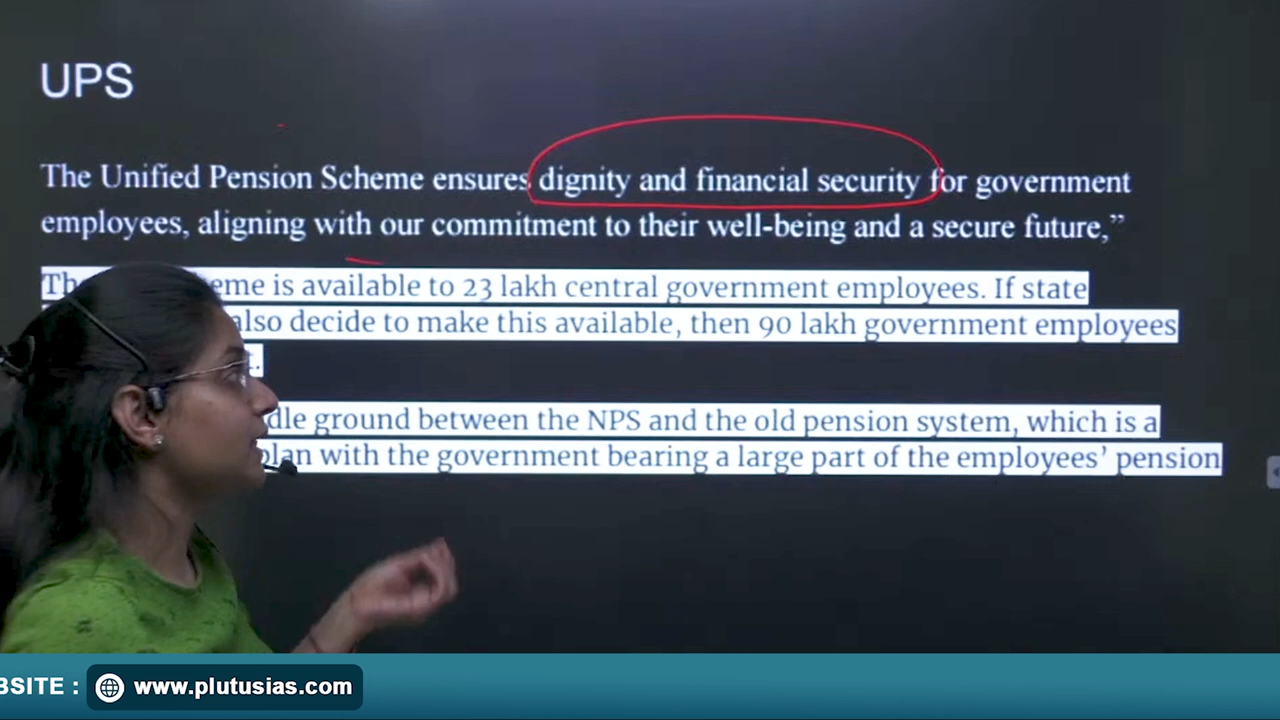 UPS
The Unified Pension Scheme ensures dignity and financial security for government
employees, aligning with our commitment to their well-being and a secure future,”
eme is available to 23 lakh central government employees. If state
also decide to make this available, then 90 lakh government employees
dle ground between the NPS and the old pension system, which is a
plan with the government bearing a large part of the employees’ pension
BSITE : www.plutusias.com